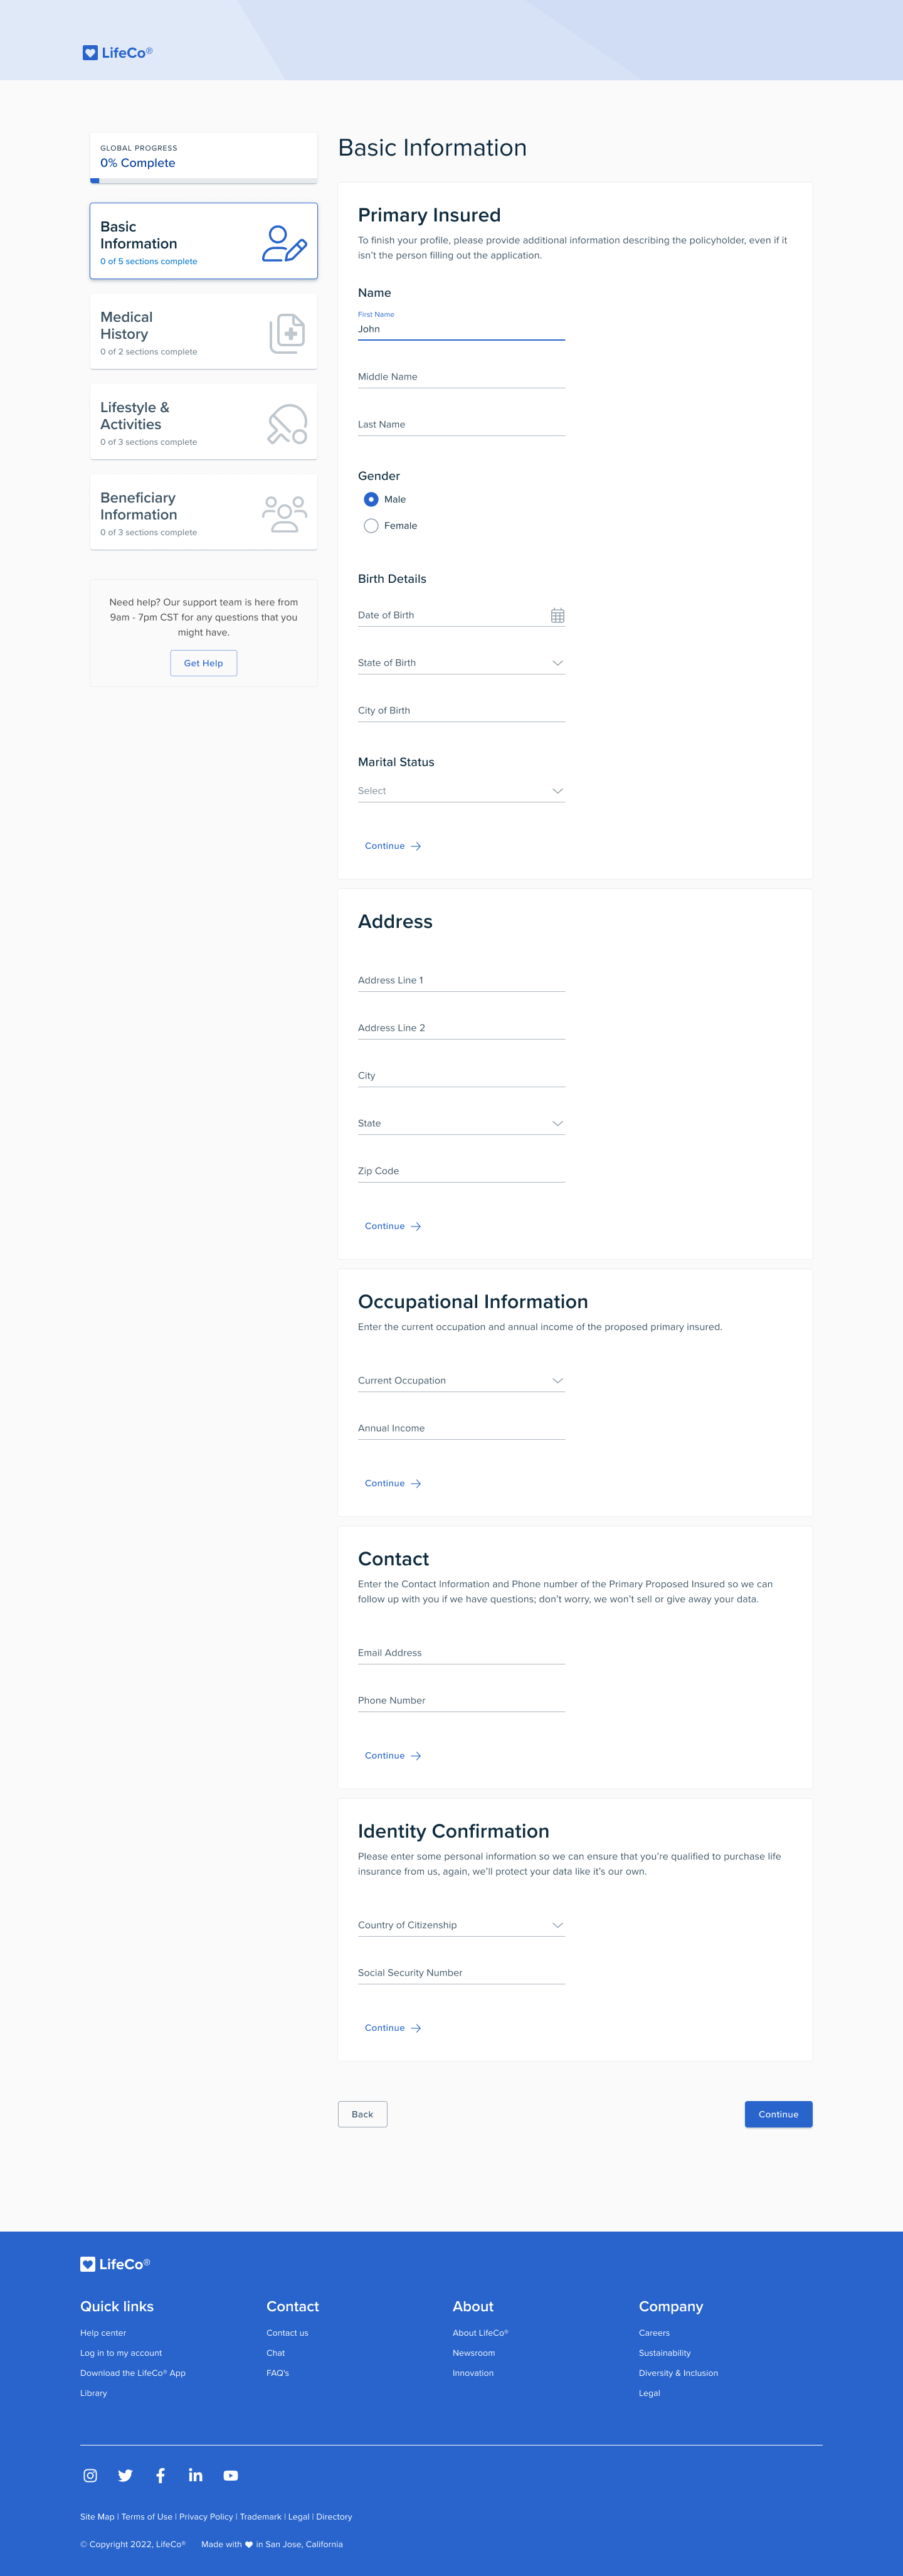 LifeCo®
GLOBAL PROGRESS
0% Complete
Basic
Information
0 of 5 sections complete
Medical
History
0 of 2 sections complete
Lifestyle &
Activities
0 of 3 sections complete
Beneficiary
Information
0 of 3 sections complete
Need help? Our support team is here from
9am - 7pm CST for any questions that you
might have.
Get Help
Basic Information
Primary Insured
To finish your profile, please provide additional information describing the policyholder, even if it
isn’t the person filling out the application.
Name
First Name
John
Middle Name
Last Name
Gender
Male
Female
Birth Details
Date of Birth
State of Birth
City of Birth
Marital Status
Select
Continue
Address
Address Line 1
Address Line 2
City
State
Zip Code
Continue
Occupational Information
Enter the current occupation and annual income of the proposed primary insured.
Current Occupation
Annual Income
Continue
Contact
Enter the Contact Information and Phone number of the Primary Proposed Insured so we can
follow up with you if we have questions; don’t worry, we won’t sell or give away your data.
Email Address
Phone Number
Continue
Identity Confirmation
Please enter some personal information so we can ensure that you’re qualified to purchase life
insurance from us, again, we’ll protect your data like it’s our own.
Country of Citizenship
Social Security Number
Continue
Back
Continue
LifeCo®
Quick links
Help center
Log in to my account
Download the LifeCo® App
Library
Contact
Contact us
Chat
FAQ's
About
About LifeCo®
Newsroom
Innovation
Company
Careers
Sustainability
Diversity & Inclusion
Legal
Site Map | Terms of Use | Privacy Policy | Trademark | Legal | Directory
© Copyright 2022, LifeCo® Made with in San Jose, California